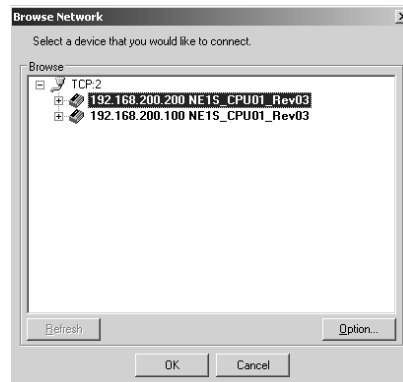 Browse Network
Select a device that you would like to connect.
Browse
TCP:2
192.168.200.200 NE1S_CPU01_Rev03
192.168.200.100 NE1S_CPU01_Rev03
Refresh
Option...
OK
Cancel